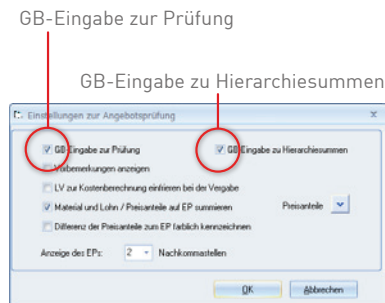 GB-Eingabe zur Prüfung
GB-Eingabe zu Hierarchiesummen
Einstellungen zur Angebotsprüfung
GB-Eingabe zur Prüfung
GB-Eingabe zu Hierarchiesummen
Vorbemerkungen anzeigen
LV zur Kostenberechnung einfrieren bei der Vergabe
Material und Lohn / Preisanteile auf EP summieren
Preisanteile
Differenz der Preisanteile zum EP farblich kennzeichnen
Anzeige des EPs: 2 Nachkommastellen
OK Abbrechen